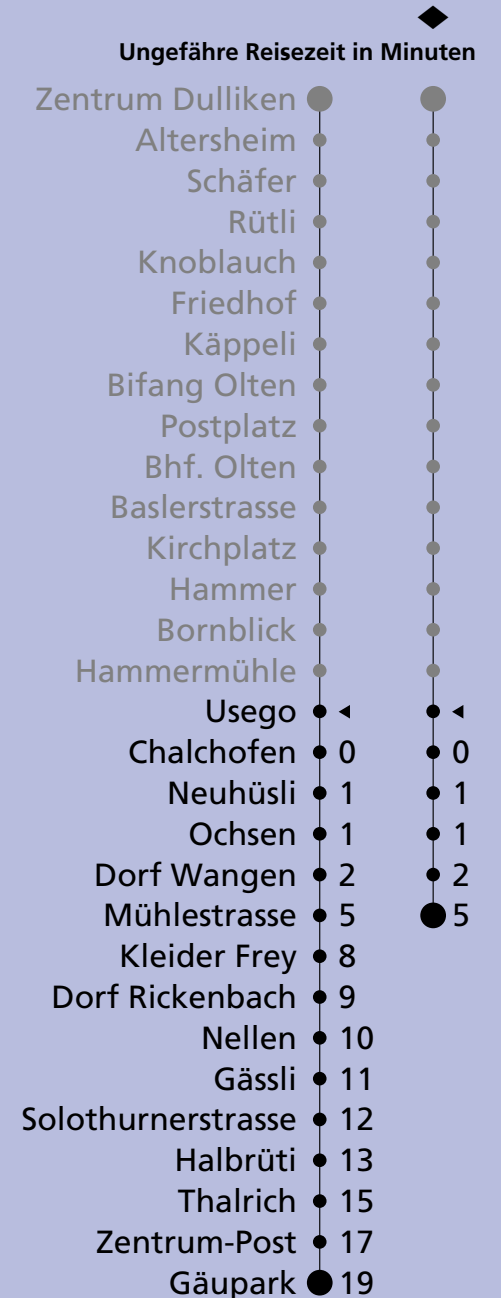 Ungefähre Reisezeit in Minuten
Zentrum Dulliken
Altersheim
Schäfer
Rütli
Knoblauch
Friedhof
Käppeli
Bifang Olten
Postplatz
Bhf. Olten
Baslerstrasse
Kirchplatz
Hammer
Bornblick
Hammermühle
Usego
Chalchofen 0 0
Neuhüsli 1 1
Ochsen 1 1
Dorf Wangen 2 2
Mühlestrasse 5 5
Kleider Frey 8
Dorf Rickenbach 9
Nellen 10
Gässli 11
Solothurnerstrasse 12
Halbrüti 13
Thalrich 15
Zentrum-Post 17
Gäupark 19